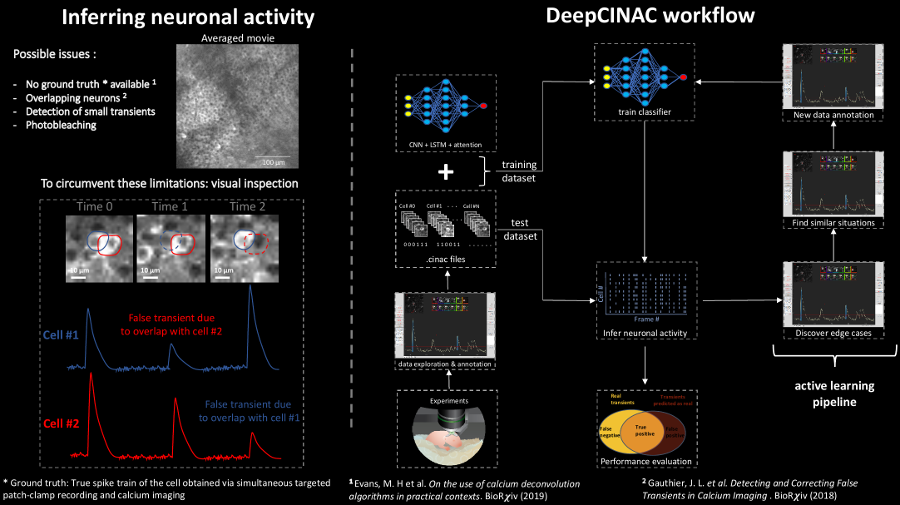 Inferring neuronal activity
Possible issues :
- No ground truth * available 1
- Overlapping neurons 2
- Detection of small transients
- Photobleaching
Averaged movie
100 µm
To circumvent these limitations: visual inspection
Time 0 Time 1 Time 2
10 µm 10 µm 10 µm
Cell #1
False transient due
to overlap with cell #2
Cell #2
False transient due
to overlap with cell #1
* Ground truth: True spike train of the cell obtained via simultaneous targeted
patch-clamp recording and calcium imaging
DeepCINAC workflow
CNN + LSTM + attention
+
training
dataset
Cell #0 Cell #1 . . . Cell #N
000111 110011 ......
.cinac files
test
dataset
data exploration & annotation
Experiments
train classifier
Cell #
Frame #
Infer neuronal activity
Real
transients
Transients
predicted as real
False
negative
True
positive
False
positive
Performance evaluation
New data annotation
Find similar situations
Discover edge cases
active learning
pipeline
1 Evans, M. H et al. On the use of calcium deconvolution
algorithms in practical contexts. BioRχiv (2019)
2 Gauthier, J. L. et al. Detecting and Correcting False
Transients in Calcium Imaging . BioRχiv (2018)